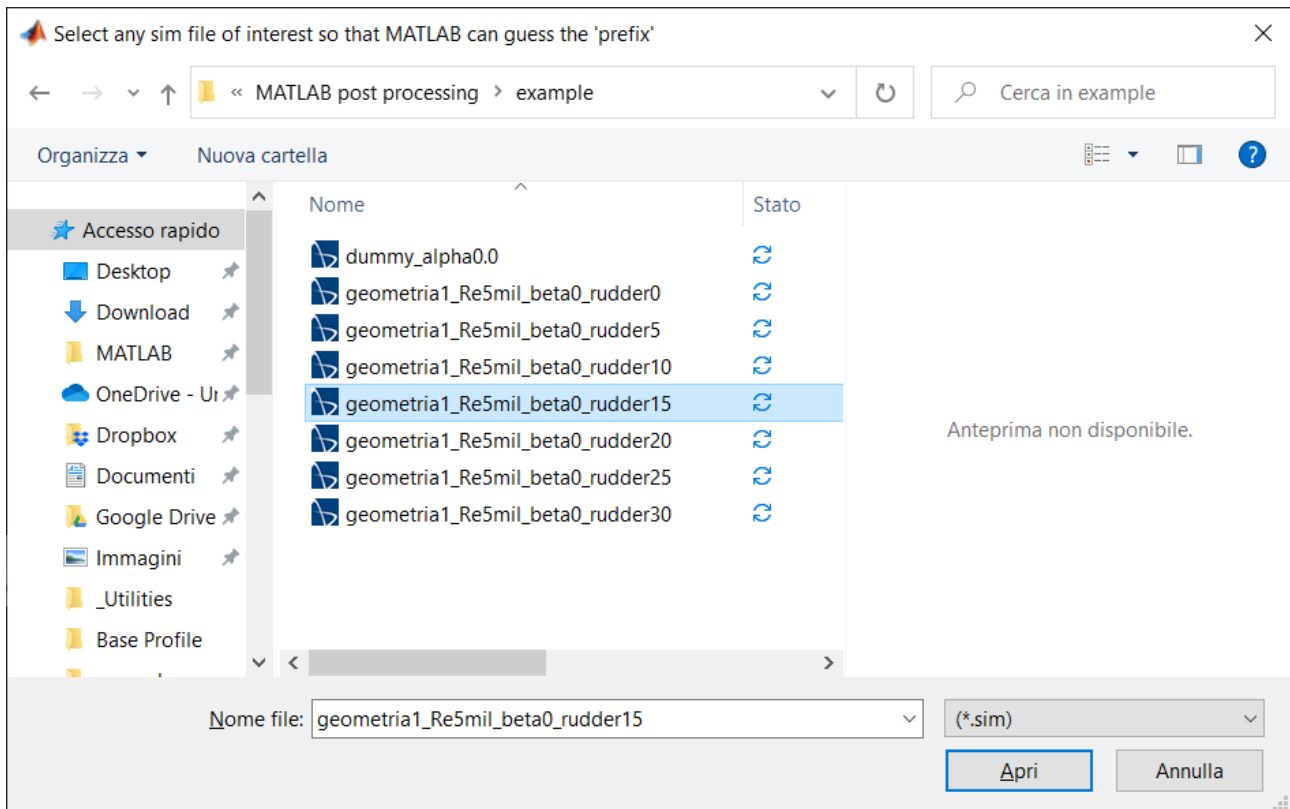 Select any sim file of interest so that MATLAB can guess the 'prefix'
« MATLAB post processing > example
Cerca in example
Organizza
Nuova cartella
?
Nome Stato
Accesso rapido
Desktop
Download
MATLAB
OneDrive - Un
Dropbox
Documenti
Google Drive
Immagini
_Utilities
Base Profile
dummy_alpha0.0
geometria1_Re5mil_beta0_rudder0
geometria1_Re5mil_beta0_rudder5
geometria1_Re5mil_beta0_rudder10
geometria1_Re5mil_beta0_rudder15
geometria1_Re5mil_beta0_rudder20
geometria1_Re5mil_beta0_rudder25
geometria1_Re5mil_beta0_rudder30
Anteprima non disponibile.
Nome file: geometria1_Re5mil_beta0_rudder15
(*.sim)
Apri
Annulla